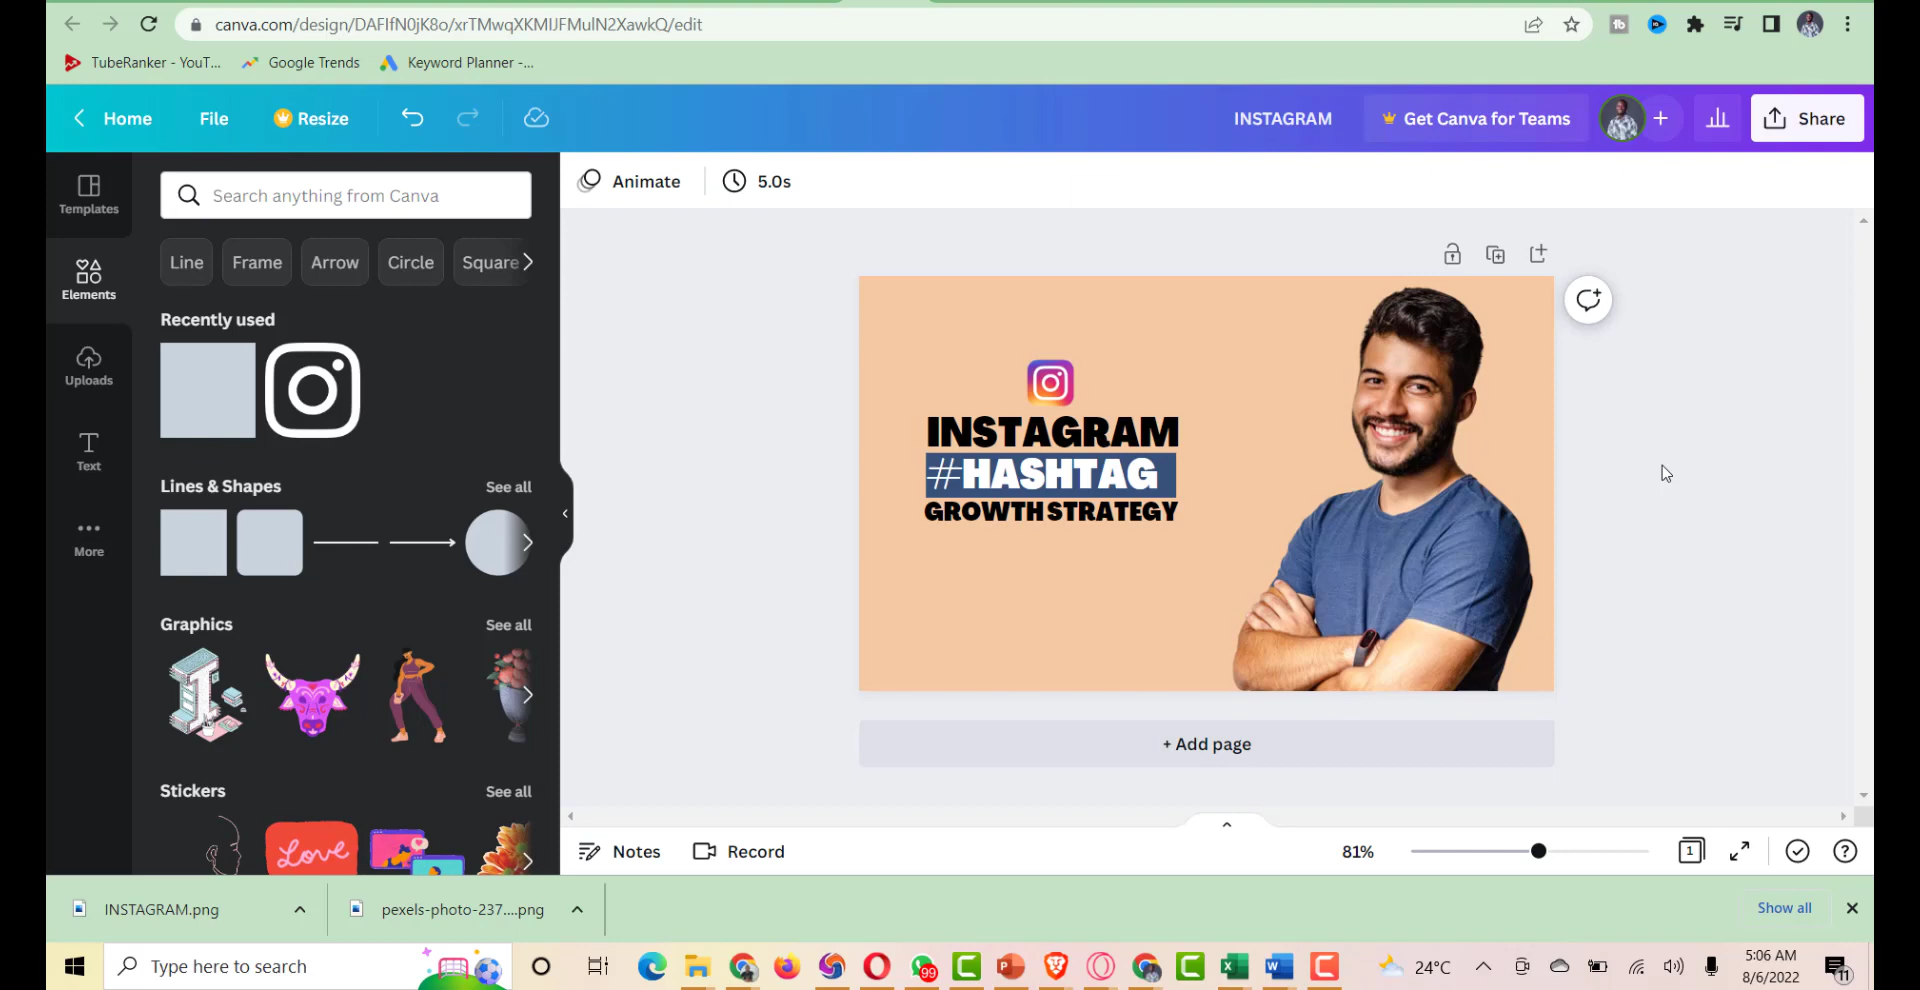 canva.com/design/DAFIfN0jK8o/xrTMwqXKMIJFMulN2XawkQ/edit
TubeRanker - YouT...
Google Trends
Keyword Planner -...
Home
File
Resize
INSTAGRAM
Get Canva for Teams
Share
Templates
Elements
Uploads
Text
More
Search anything from Canva
Line
Frame
Arrow
Circle
Square
Recently used
Lines & Shapes
See all
Graphics
See all
Stickers
See all
Love
Animate
5.0s
INSTAGRAM
#HASHTAG
GROWTH STRATEGY
+ Add page
Notes
Record
81%
1
INSTAGRAM.png
pexels-photo-237....png
Show all
Type here to search
99
24°C
5:06 AM
8/6/2022
11